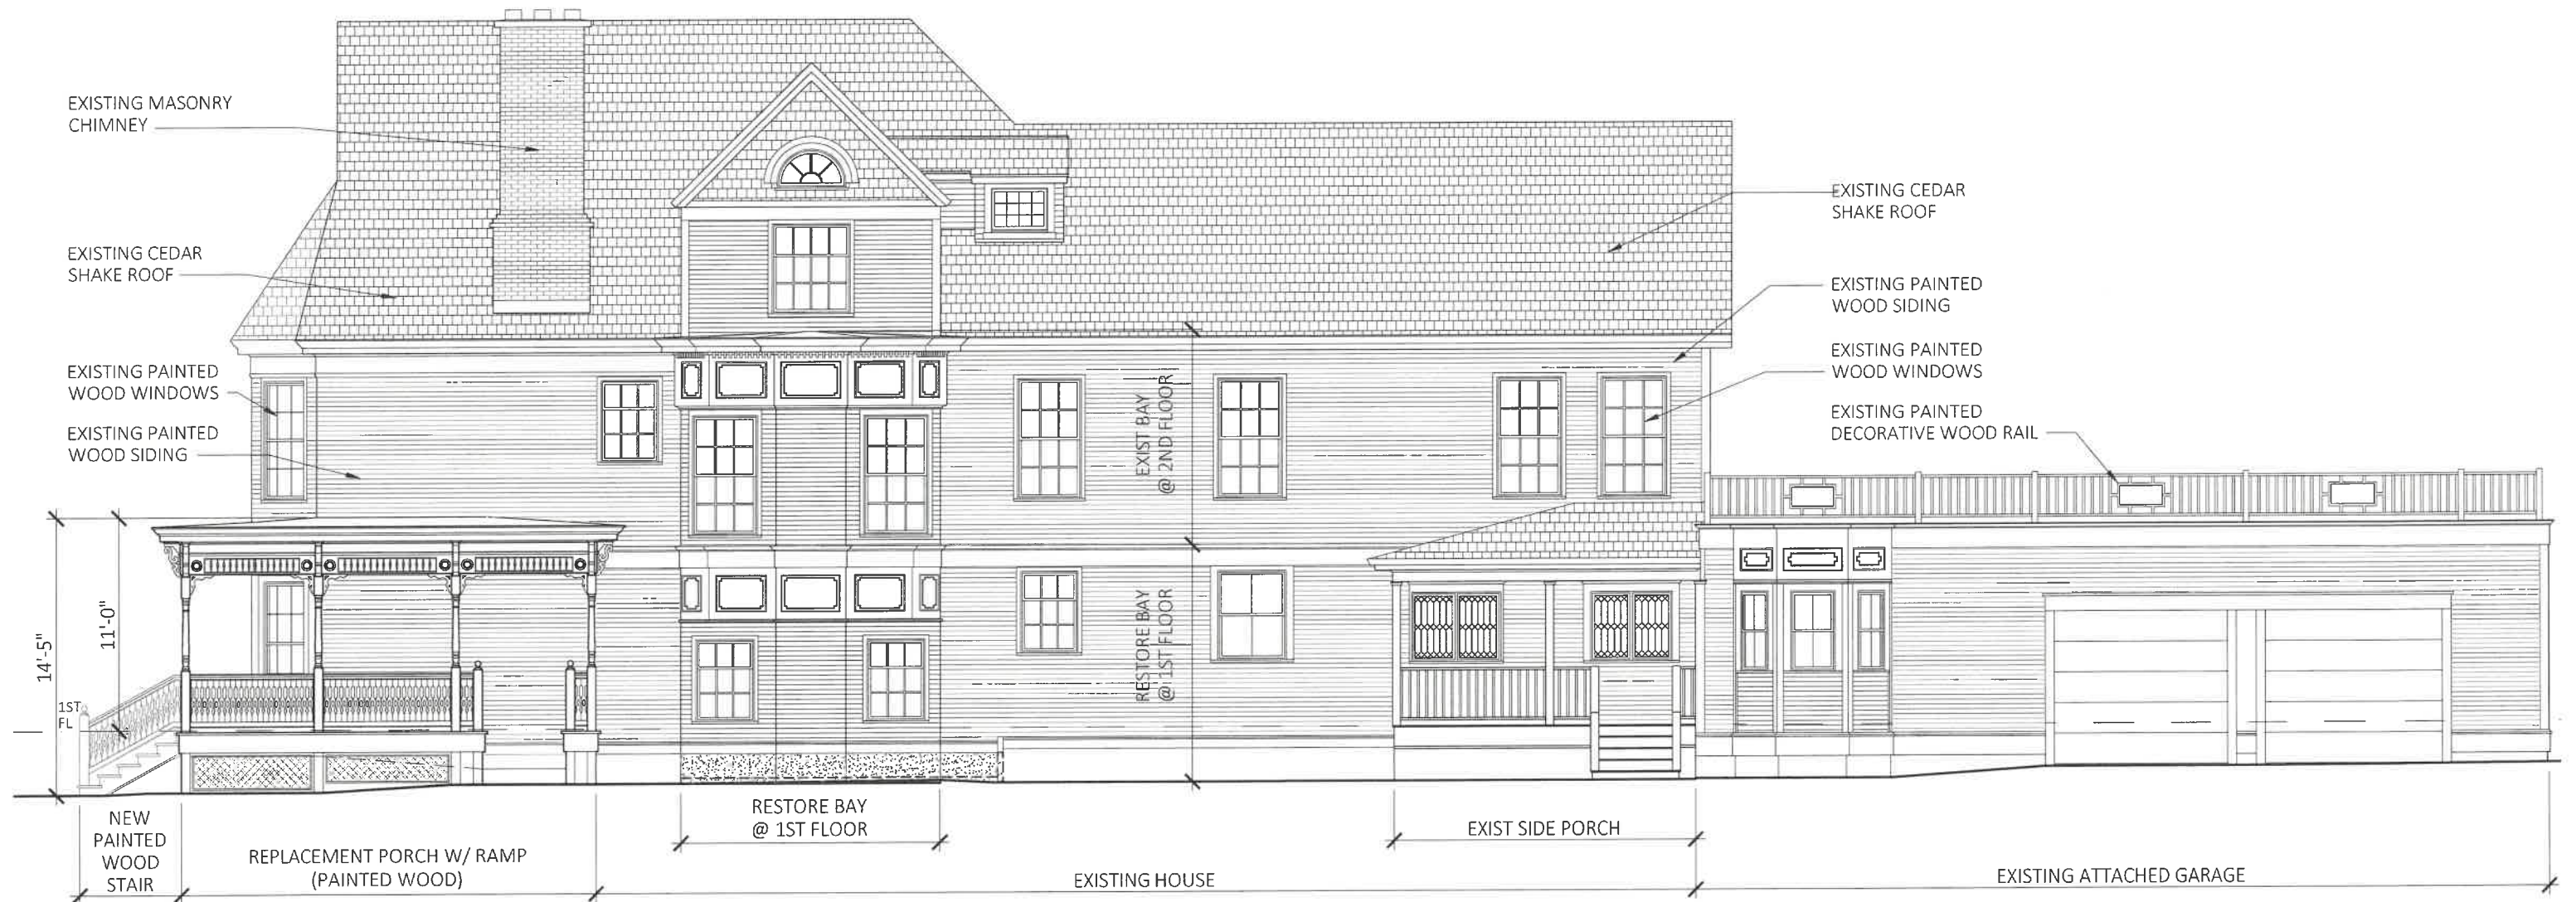 EXISTING MASONRY
CHIMNEY
EXISTING CEDAR
SHAKE ROOF
EXISTING PAINTED
WOOD WINDOWS
EXISTING PAINTED
WOOD SIDING
EXISTING CEDAR
SHAKE ROOF
EXISTING PAINTED
WOOD SIDING
EXISTING PAINTED
WOOD WINDOWS
EXISTING PAINTED
DECORATIVE WOOD RAIL
EXIST BAY
@ 2ND FLOOR
RESTORE BAY
@ 1ST FLOOR
14'-5"
11'-0"
1ST
FL
NEW
PAINTED
WOOD
STAIR
REPLACEMENT PORCH W/ RAMP
(PAINTED WOOD)
RESTORE BAY
@ 1ST FLOOR
EXISTING HOUSE
EXIST SIDE PORCH
EXISTING ATTACHED GARAGE